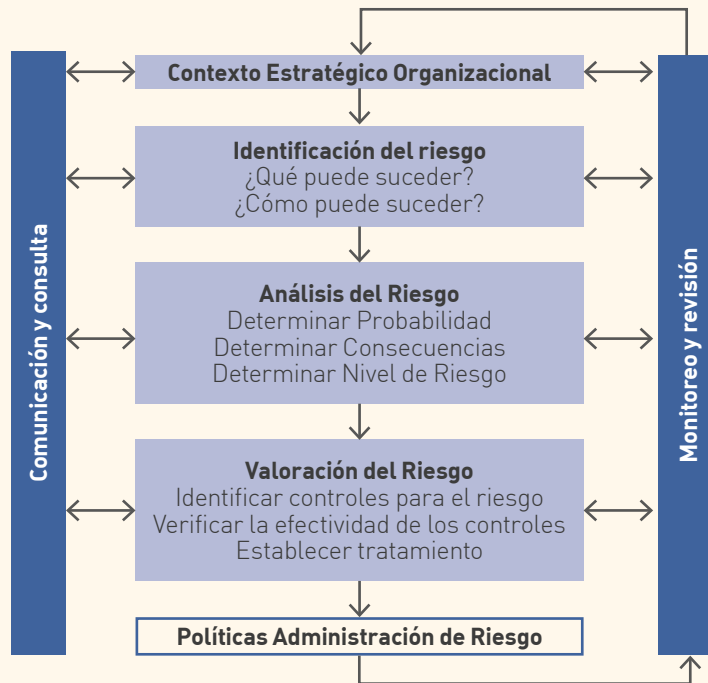 Contexto Estratégico Organizacional
Identificación del riesgo
¿Qué puede suceder?
¿Cómo puede suceder?
Análisis del Riesgo
Determinar Probabilidad
Determinar Consecuencias
Determinar Nivel de Riesgo
Valoración del Riesgo
Identificar controles para el riesgo
Verificar la efectividad de los controles
Establecer tratamiento
Políticas Administración de Riesgo
Comunicación y consulta
Monitoreo y revisión